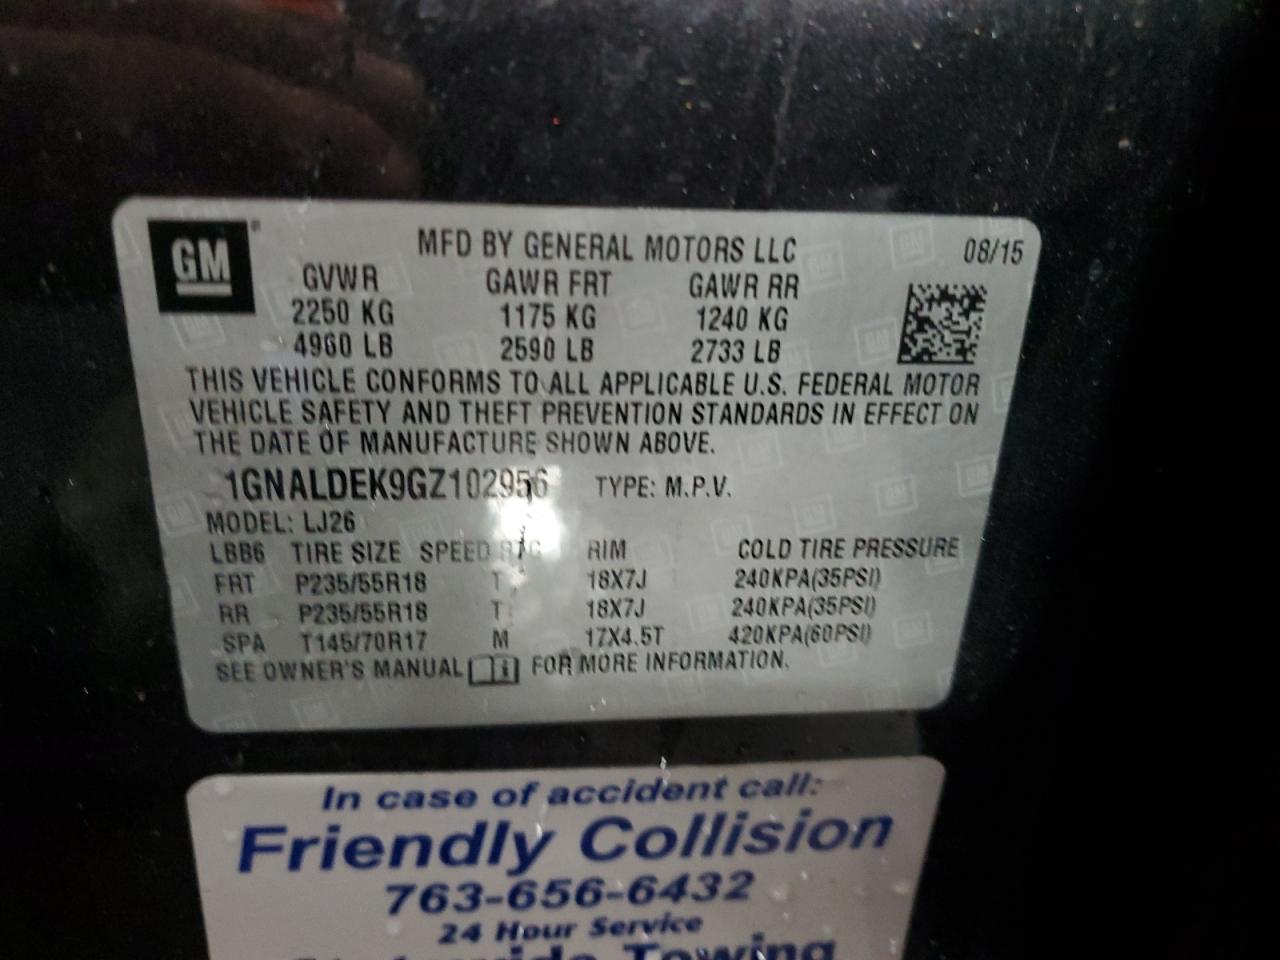 GM
MFD BY GENERAL MOTORS LLC 08/15
GVWR GAWR FRT GAWR RR
2250 KG 1175 KG 1240 KG
4960 LB 2590 LB 2733 LB
THIS VEHICLE CONFORMS TO ALL APPLICABLE U.S. FEDERAL MOTOR
VEHICLE SAFETY AND THEFT PREVENTION STANDARDS IN EFFECT ON
THE DATE OF MANUFACTURE SHOWN ABOVE.
1GNALDEK9GZ102956 TYPE: M.P.V.
MODEL: LJ26
LBB6 TIRE SIZE SPEED RTG RIM COLD TIRE PRESSURE
FRT P235/55R18 T 18X7J 240KPA(35PSI)
RR P235/55R18 T 18X7J 240KPA(35PSI)
SPA T145/70R17 M 17X4.5T 420KPA(60PSI)
SEE OWNER'S MANUAL FOR MORE INFORMATION.
In case of accident call:
Friendly Collision
763-656-6432
24 Hour Service
Towing